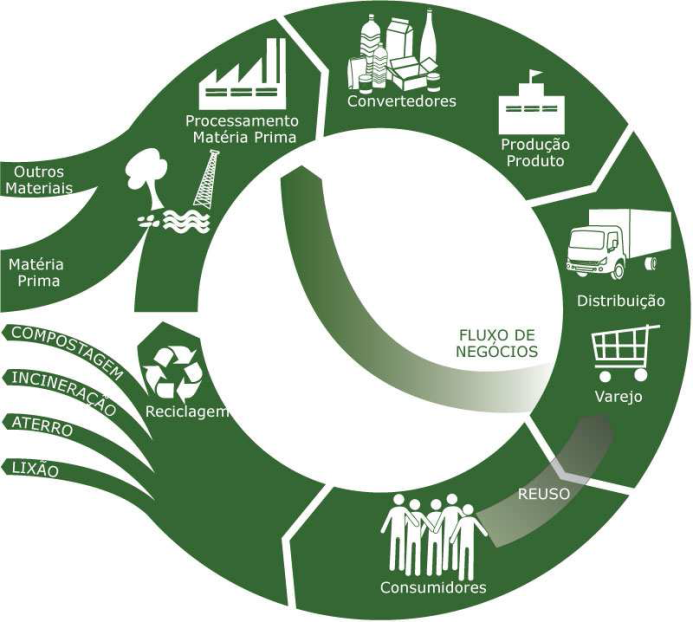 Convertedores
Processamento
Matéria Prima
Produção
Produto
Outros
Materiais
Matéria
Prima
Distribuição
FLUXO DE
NEGÓCIOS
Varejo
COMPOSTAGEM
INCINERAÇÃO
ATERRO
LIXÃO
Reciclagem
REUSO
Consumidores